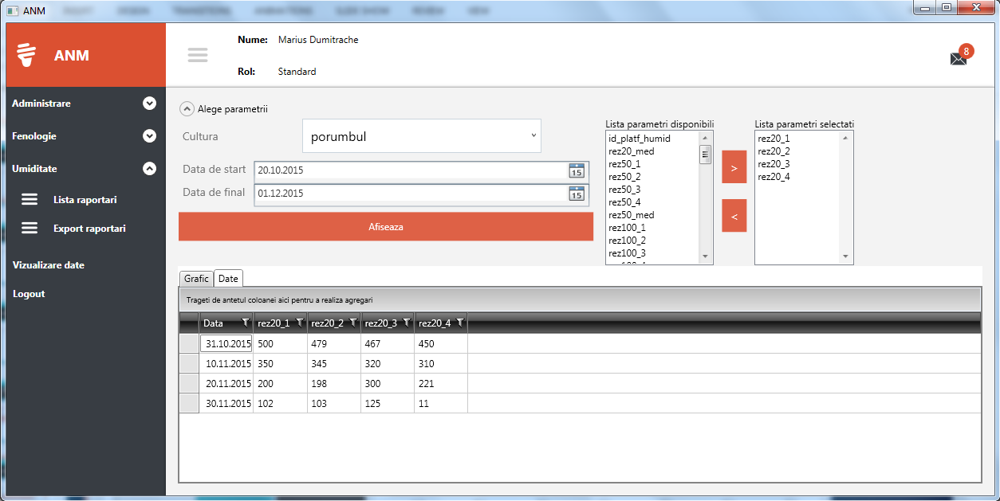 ANM
Nume: Marius Dumitrache
Rol: Standard
8
ANM
Administrare
Fenologie
Umiditate
Lista raportari
Export raportari
Vizualizare date
Logout
Alege parametrii
Cultura porumbul
Data de start 20.10.2015 15
Data de final 01.12.2015 15
Afiseaza
Lista parametri disponibili
id_platf_humid
rez20_med
rez50_1
rez50_2
rez50_3
rez50_4
rez50_med
rez100_1
rez100_2
rez100_3
>
<
Lista parametri selectati
rez20_1
rez20_2
rez20_3
rez20_4
Grafic Date
Trageti de antetul coloanei aici pentru a realiza agregari
Data rez20_1 rez20_2 rez20_3 rez20_4
31.10.2015 500 479 467 450
10.11.2015 350 345 320 310
20.11.2015 200 198 300 221
30.11.2015 102 103 125 11